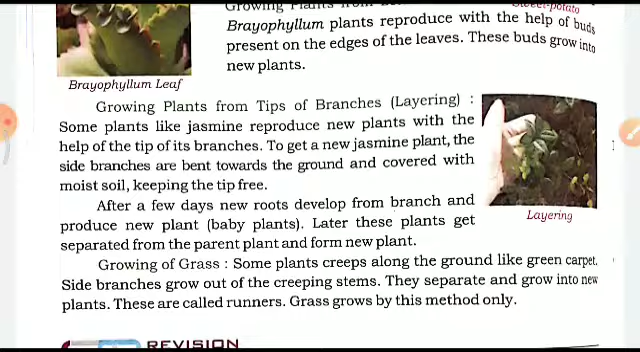 Growing Plants from
Sweet-potato
Brayophyllum plants reproduce with the help of buds
present on the edges of the leaves. These buds grow into
new plants.
Brayophyllum Leaf
Growing Plants from Tips of Branches (Layering) :
Some plants like jasmine reproduce new plants with the
help of the tip of its branches. To get a new jasmine plant, the
side branches are bent towards the ground and covered with
moist soil, keeping the tip free.
After a few days new roots develop from branch and
produce new plant (baby plants). Later these plants get
separated from the parent plant and form new plant.
Layering
Growing of Grass : Some plants creeps along the ground like green carpet.
Side branches grow out of the creeping stems. They separate and grow into new
plants. These are called runners. Grass grows by this method only.
REVISION